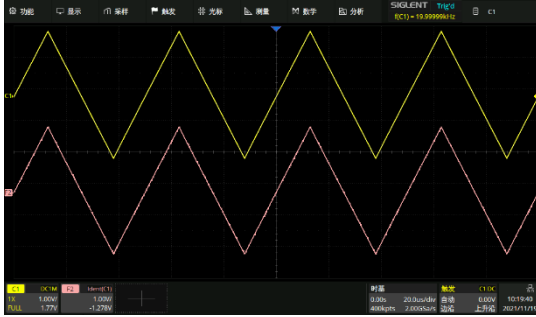 功能 显示 采样 触发 光标 测量 数学 分析 SIGLENT Trig'd C1
f(C1) = 19.99999kHz
C1
F2
C1 DC1M F2 Ident(C1) 时基 触发 C1 DC
1X 1.00V/ 1.00V/ 0.00s 20.0us/div 自动 0.00V 10:19:40
FULL 1.77V -1.278V 400kpts 2.00GSa/s 边沿 上升沿 2021/11/19